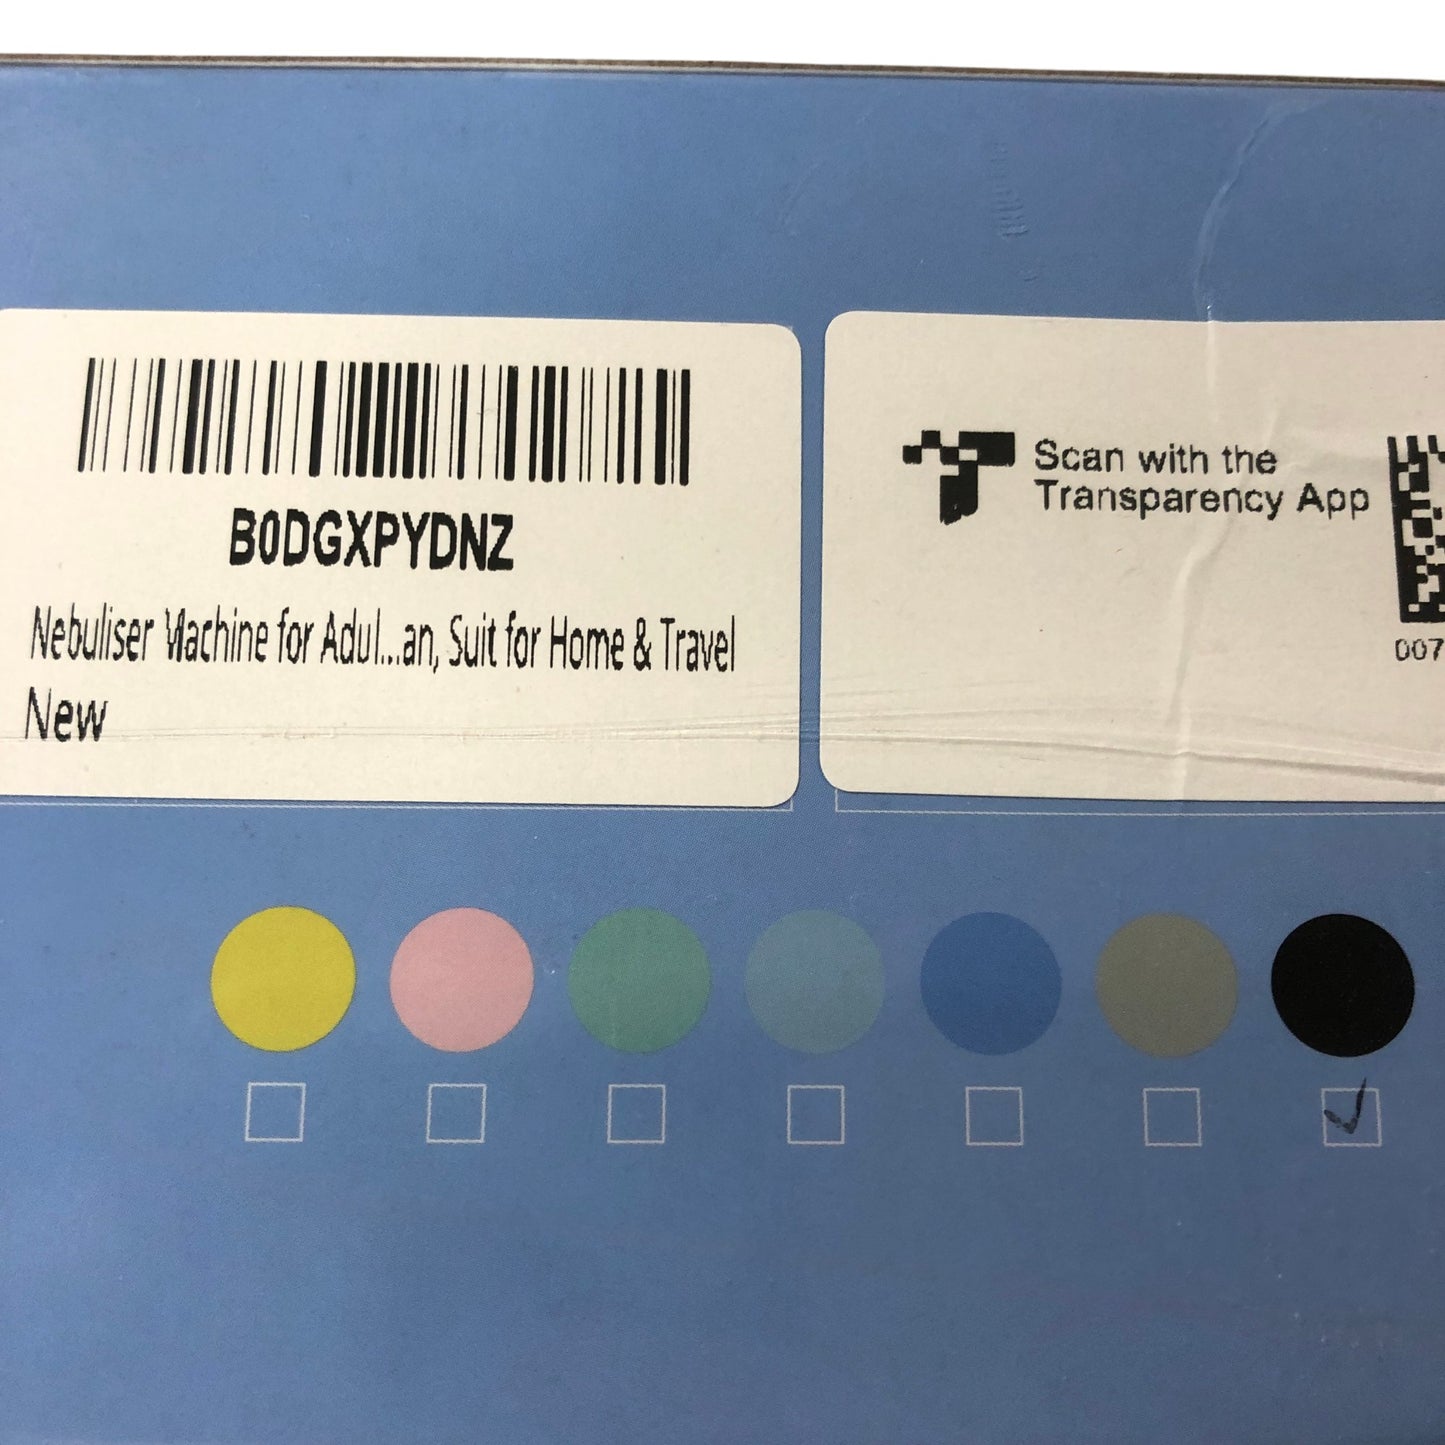 B0DGXPYDNZ
Nebuliser Machine for Adul...an, Suit for Home & Travel
New
Scan with the
Transparency App
007